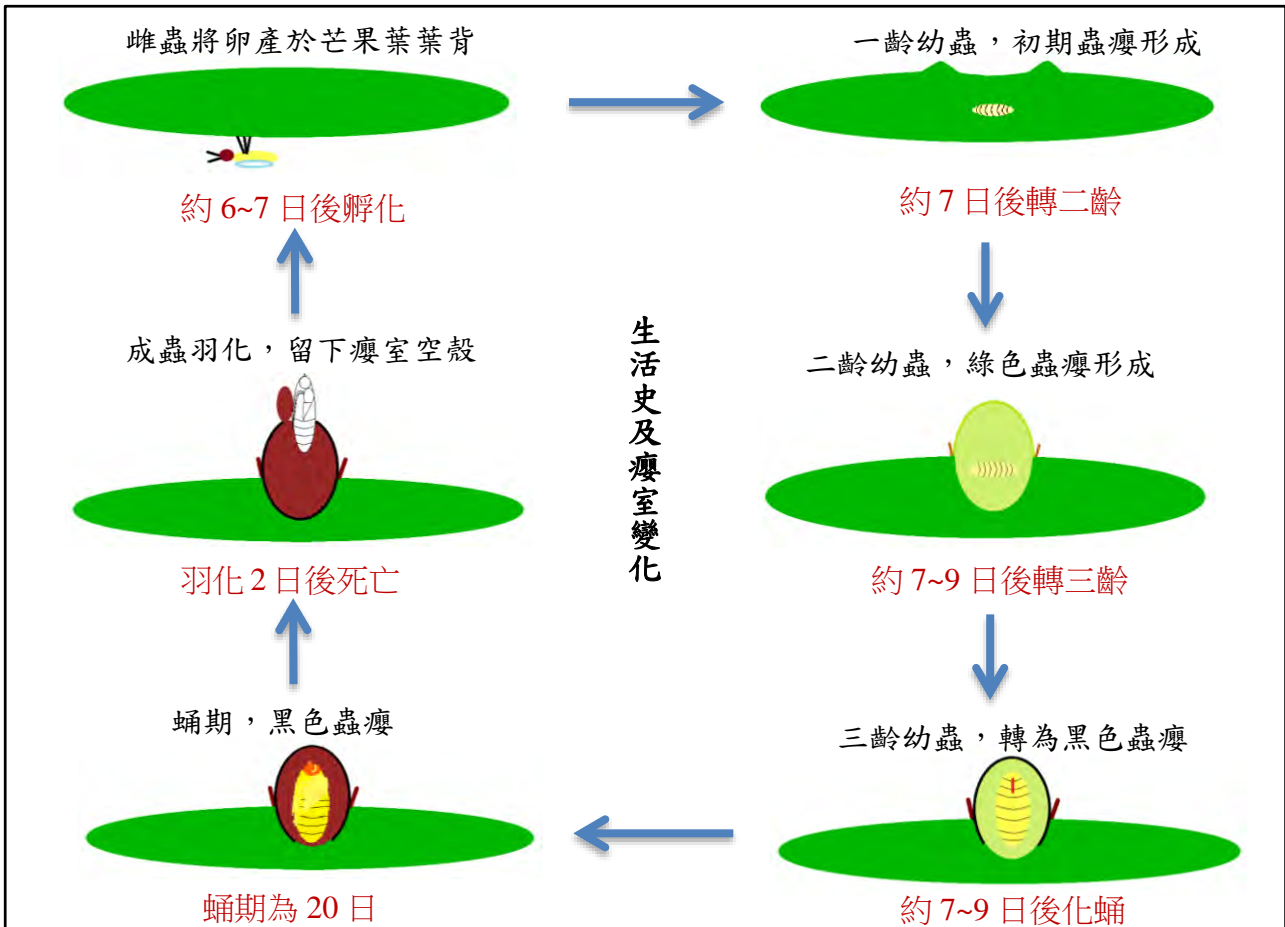 雌蟲將卵產於芒果葉葉背
約 6~7 日後孵化
一齡幼蟲，初期蟲癭形成
約 7 日後轉二齡
二齡幼蟲，綠色蟲癭形成
約 7~9 日後轉三齡
三齡幼蟲，轉為黑色蟲癭
約 7~9 日後化蛹
蛹期，黑色蟲癭
蛹期為 20 日
成蟲羽化，留下癭室空殼
羽化 2 日後死亡
生活史及癭室變化